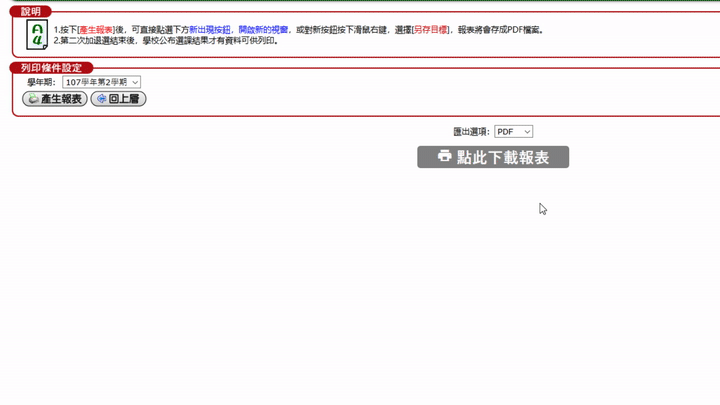 說明
1.按下[產生報表]後，可直接點選下方新出現按鈕，開啟新的視窗，或對新按鈕按下滑鼠右鍵，選擇[另存目標]，報表將會存成PDF檔案。
2.第二次加退選結束後，學校公布選課結果才有資料可供列印。
列印條件設定
學年期： 107學年第2學期
產生報表 回上層
匯出選項： PDF
點此下載報表